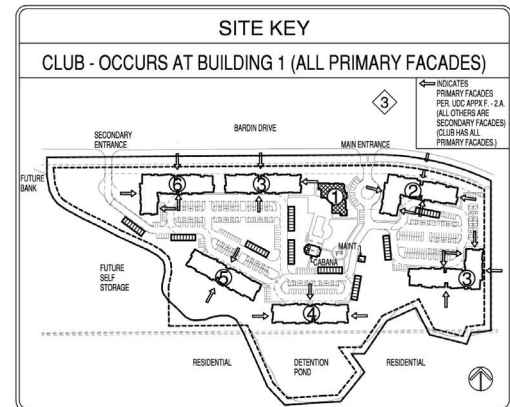 SITE KEY
CLUB - OCCURS AT BUILDING 1 (ALL PRIMARY FACADES)
INDICATES
PRIMARY FACADES
PER. UDC APPX F. - 2.A.
(ALL OTHERS ARE
SECONDARY FACADES)
(CLUB HAS ALL
PRIMARY FACADES.)
3
BARDIN DRIVE
SECONDARY
ENTRANCE
MAIN ENTRANCE
FUTURE
BANK
6
3
1
2
MAINT.
CABANA
FUTURE
SELF
STORAGE
5
3
4
RESIDENTIAL
DETENTION
POND
RESIDENTIAL